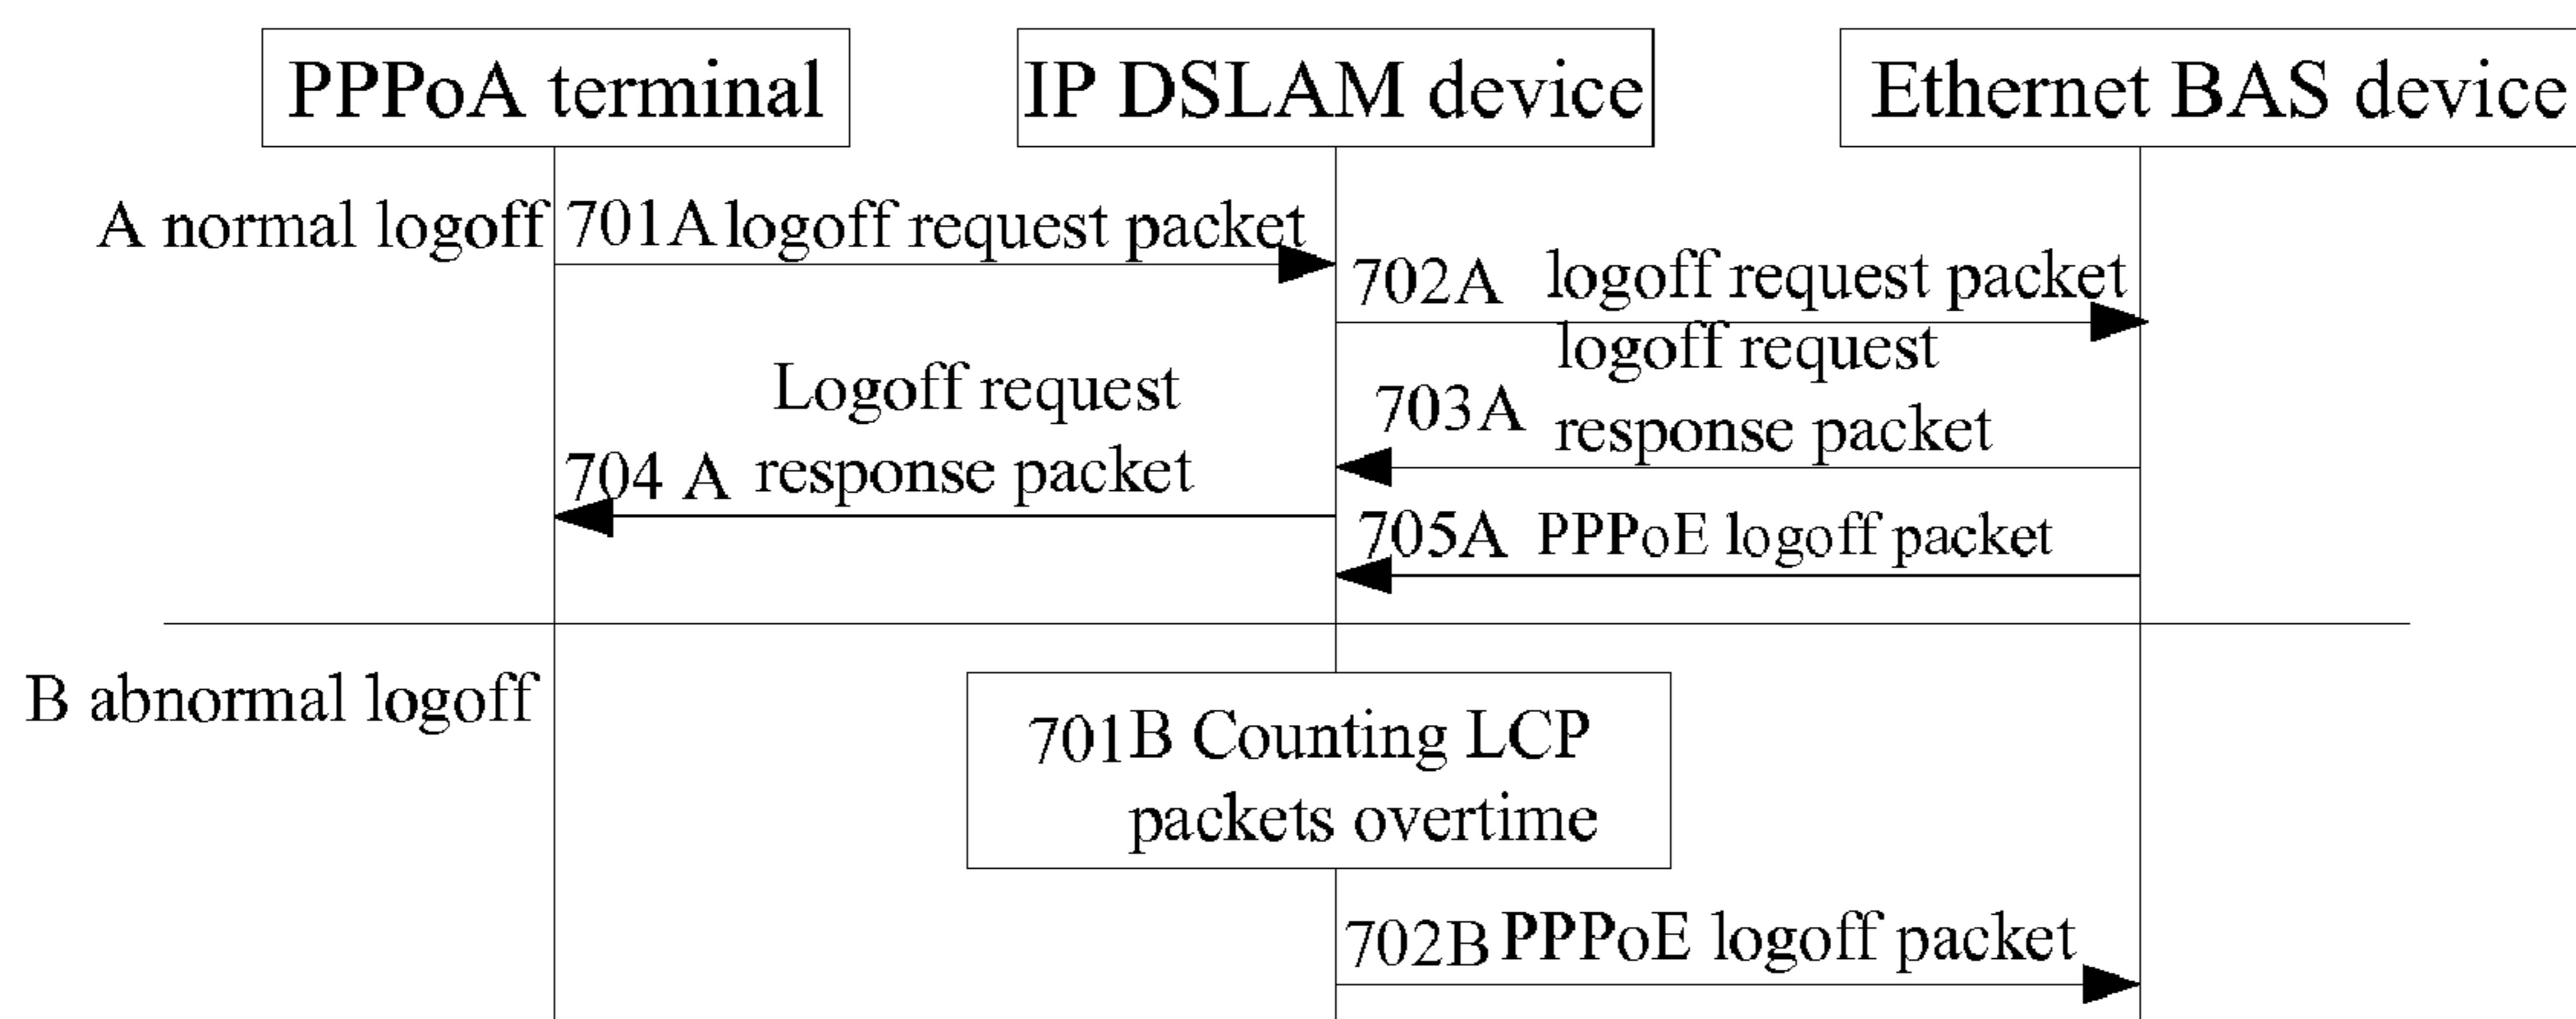 PPPoA terminal
IP DSLAM device
Ethernet BAS device
A normal logoff
701A logoff request packet
702A logoff request packet
703A logoff request
response packet
Logoff request
704 A response packet
705A PPPoE logoff packet
B abnormal logoff
701B Counting LCP
packets overtime
702B PPPoE logoff packet